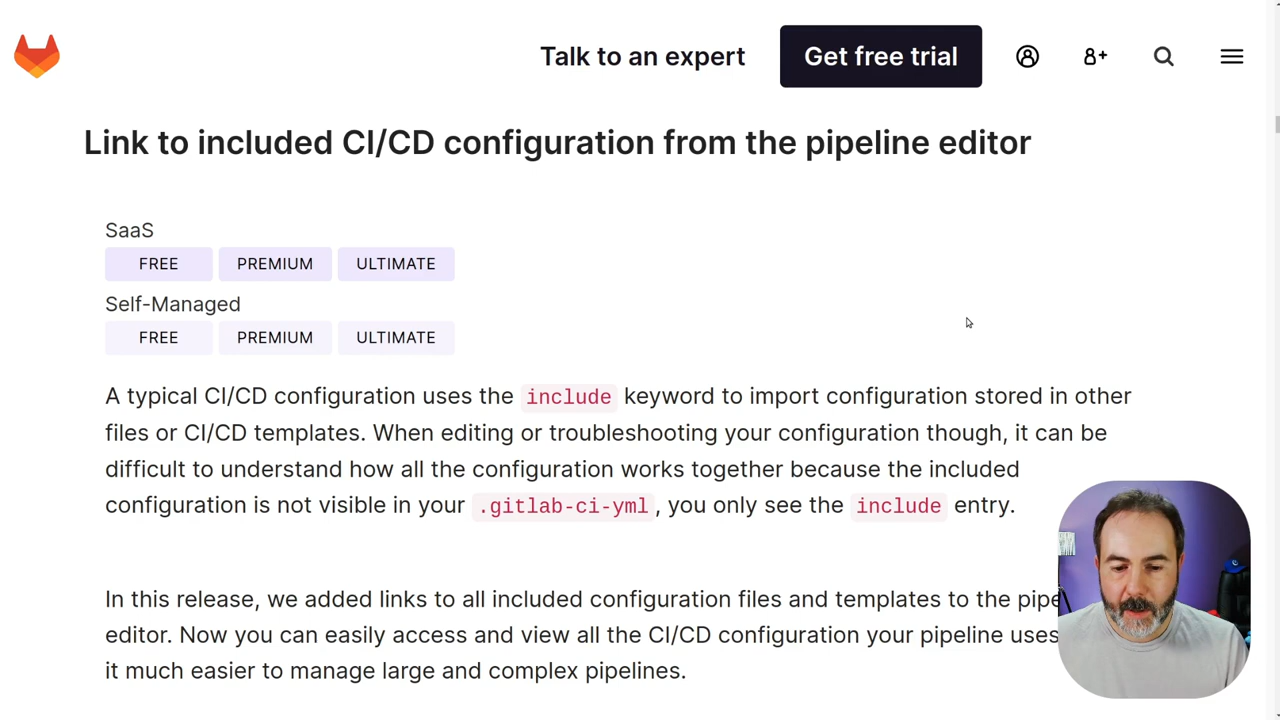 Talk to an expert
Get free trial
Link to included CI/CD configuration from the pipeline editor
SaaS
FREE PREMIUM ULTIMATE
Self-Managed
FREE PREMIUM ULTIMATE
A typical CI/CD configuration uses the include keyword to import configuration stored in other
files or CI/CD templates. When editing or troubleshooting your configuration though, it can be
difficult to understand how all the configuration works together because the included
configuration is not visible in your .gitlab-ci-yml, you only see the include entry.
In this release, we added links to all included configuration files and templates to the
editor. Now you can easily access and view all the CI/CD configuration your pipeline uses
it much easier to manage large and complex pipelines.